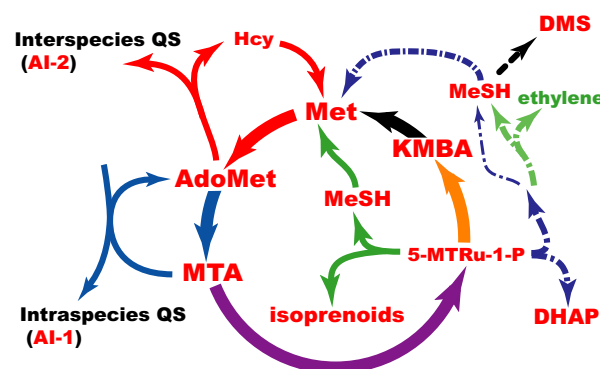 DMS
Interspecies QS
(AI-2)
Hcy
MeSH
ethylene
Met
KMBA
AdoMet
MeSH
5-MTRu-1-P
MTA
Intraspecies QS
(AI-1)
isoprenoids
DHAP